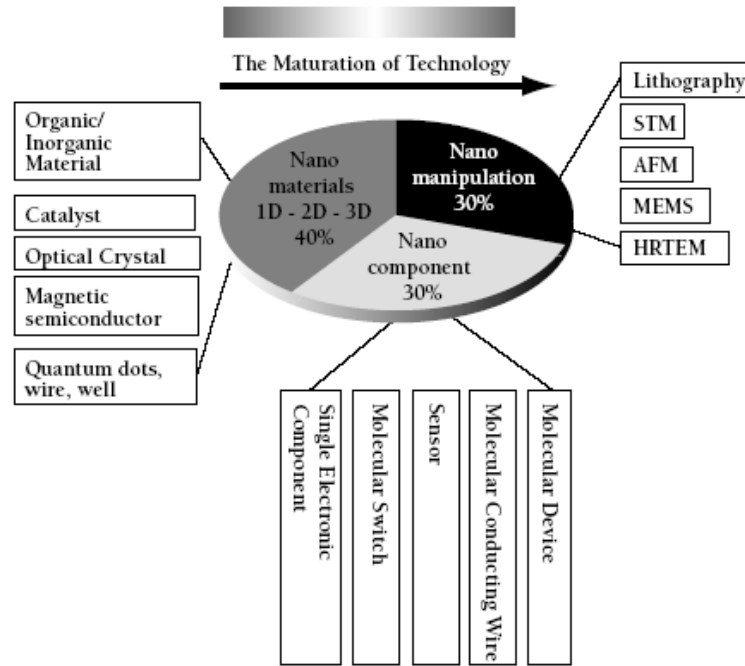 The Maturation of Technology
Organic/
Inorganic
Material
Catalyst
Optical Crystal
Magnetic
semiconductor
Quantum dots,
wire, well
Nano
materials
1D - 2D - 3D
40%
Nano
manipulation
30%
Nano
component
30%
Lithography
STM
AFM
MEMS
HRTEM
Single Electronic
Component
Molecular Switch
Sensor
Molecular Conducting Wire
Molecular Device